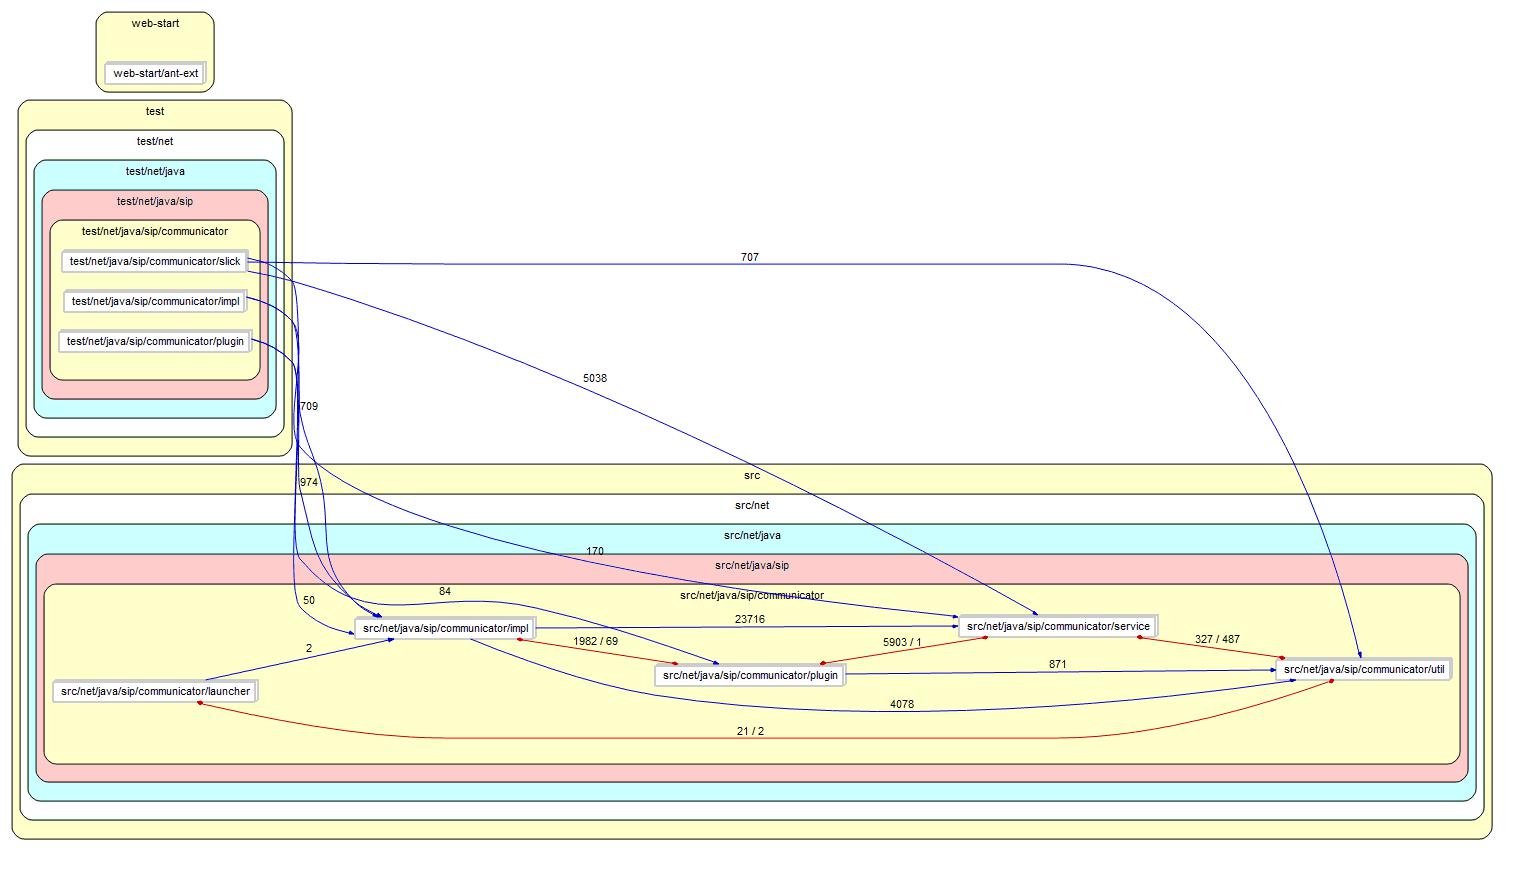 web-start
web-start/ant-ext
test
test/net
test/net/java
test/net/java/sip
test/net/java/sip/communicator
test/net/java/sip/communicator/slick
707
test/net/java/sip/communicator/impl
test/net/java/sip/communicator/plugin
5038
709
src
974
src/net
src/net/java
170
src/net/java/sip
84
src/net/java/sip/communicator
50
23716
src/net/java/sip/communicator/impl
src/net/java/sip/communicator/service
1982 / 69
5903 / 1
327 / 487
2
871
src/net/java/sip/communicator/plugin
src/net/java/sip/communicator/util
src/net/java/sip/communicator/launcher
4078
21 / 2